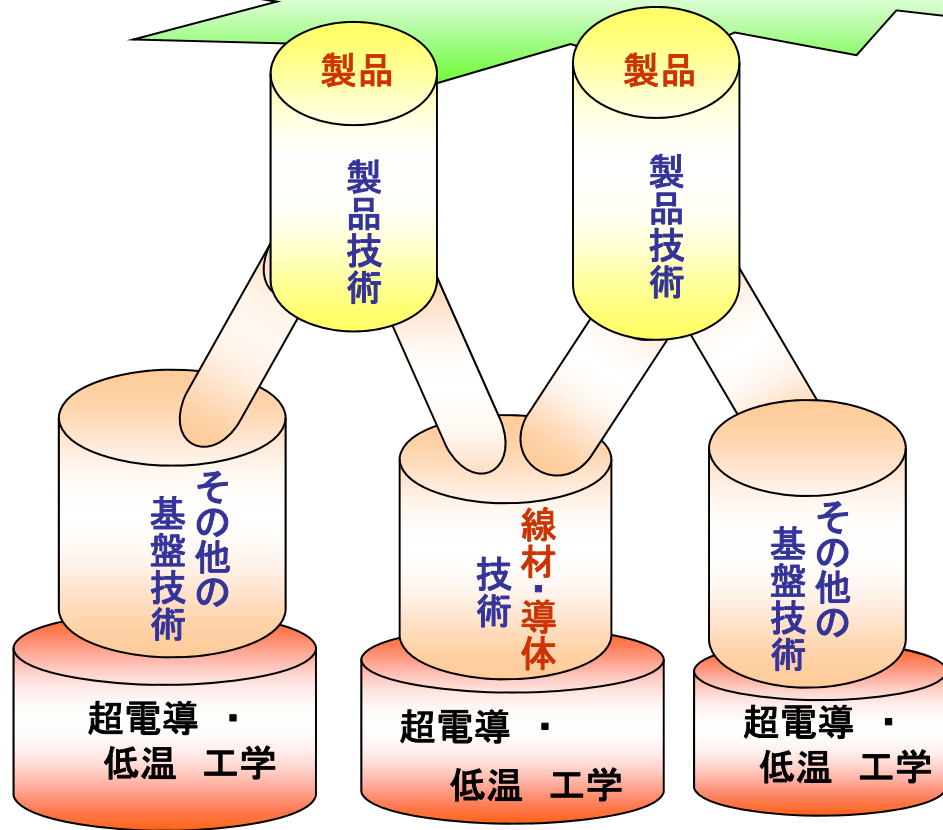 製品
製品
製品技術
製品技術
その他の
基盤技術
線材・導体
技術
その他の
基盤技術
超電導 ・
低温 工学
超電導 ・
低温 工学
超電導 ・
低温 工学